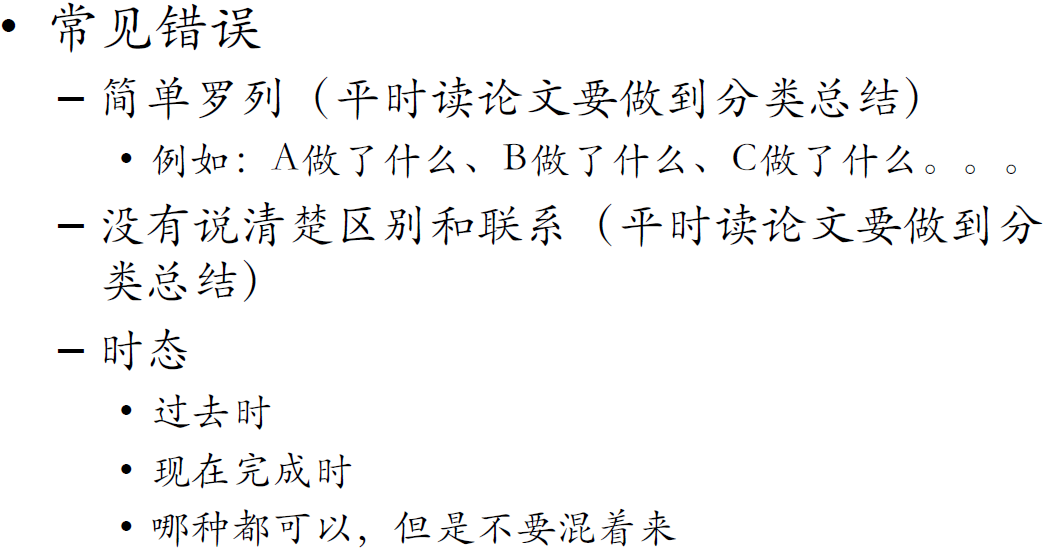 • 常见错误
– 简单罗列（平时读论文要做到分类总结）
• 例如：A做了什么、B做了什么、C做了什么。。。
– 没有说清楚区别和联系（平时读论文要做到分
类总结）
– 时态
• 过去时
• 现在完成时
• 哪种都可以，但是不要混着来